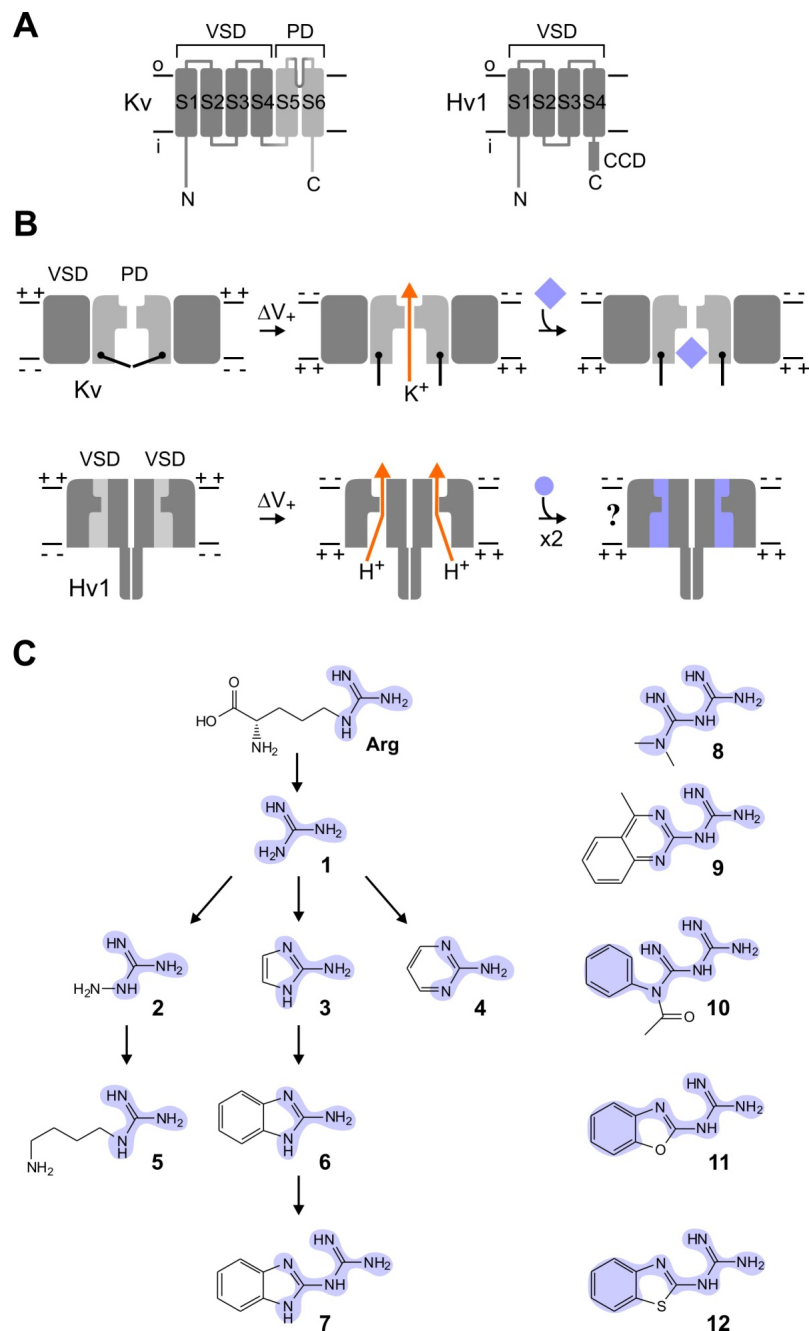 A
VSD PD
VSD
o
Kv
S1 S2 S3 S4 S5 S6
i
N
C
o
Hv1
S1 S2 S3 S4
i
CCD
N
C
B
VSD PD
+ + + +
- - - -
Kv
ΔV+
- - - -
+ + + +
K+
- - - -
+ + + +
VSD VSD
+ + + +
- - - -
Hv1
ΔV+
- - - -
+ + + +
H+ H+
x2
?
- - - -
+ + + +
C
O
HO
NH2
HN
NH2
N
H
Arg
HN
NH2
H2N
1
HN
NH2
H2N–NH
2
N
NH2
N
H
3
N
NH2
N
4
HN
NH2
N
H
NH2
5
N
NH2
N
H
6
HN
N
NH2
NH
N
H
7
HN HN
NH2
N
NH
8
HN
N
NH2
NH
N
9
HN HN
NH2
NH
N
O
10
HN
N
NH2
NH
O
11
HN
N
NH2
NH
S
12